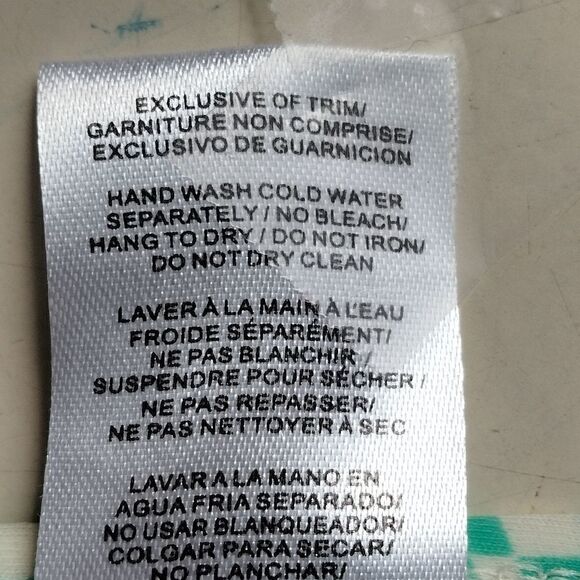 EXCLUSIVE OF TRIM/
GARNITURE NON COMPRISE/
EXCLUSIVO DE GUARNICION
HAND WASH COLD WATER
SEPARATELY / NO BLEACH/
HANG TO DRY / DO NOT IRON/
DO NOT DRY CLEAN
LAVER À LA MAIN À L'EAU
FROIDE SÉPARÉMENT/
NE PAS BLANCHIR /
SUSPENDRE POUR SÉCHER /
NE PAS REPASSER/
NE PAS NETTOYER À SEC
LAVAR A LA MANO EN
AGUA FRIA SEPARADO/
NO USAR BLANQUEADOR/
COLGAR PARA SECAR/
NO PLANCHAR/